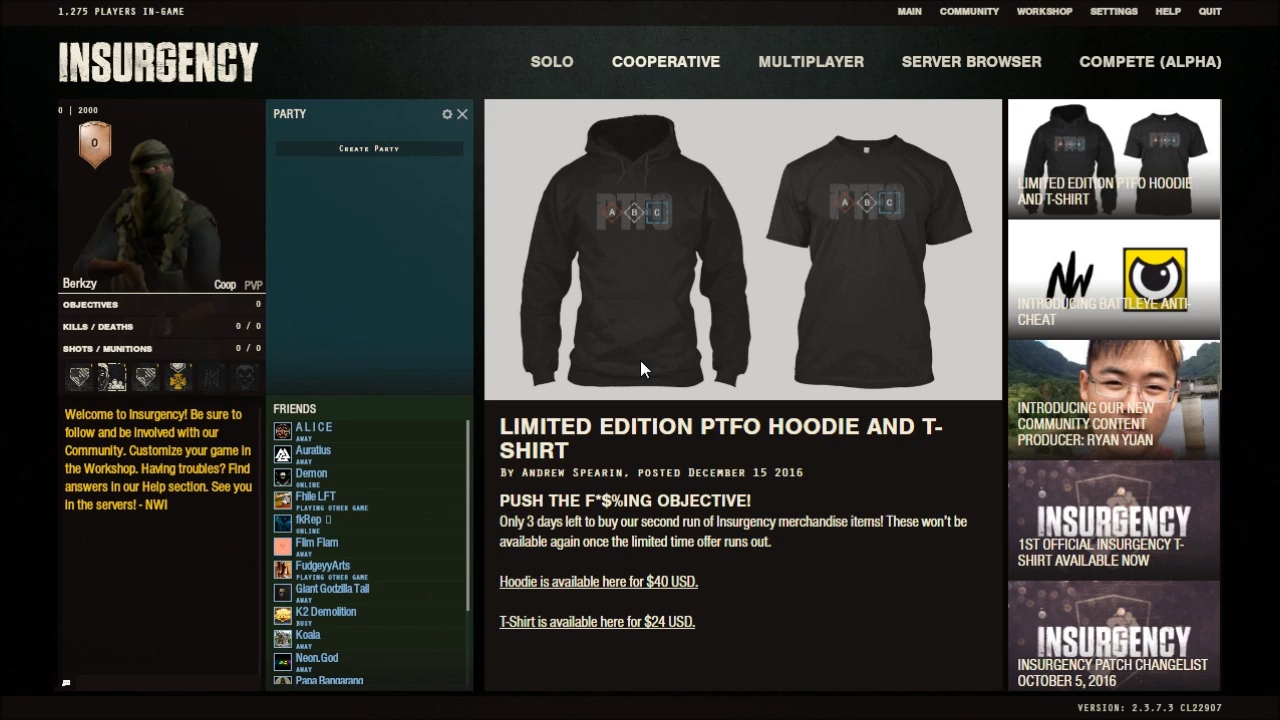 1,275 PLAYERS IN-GAME
MAIN COMMUNITY WORKSHOP SETTINGS HELP QUIT
INSURGENCY
SOLO COOPERATIVE MULTIPLAYER SERVER BROWSER COMPETE (ALPHA)
0 | 2000
0
Berkzy
Coop PVP
OBJECTIVES 0
KILLS / DEATHS 0 / 0
SHOTS / MUNITIONS 0 / 0
Welcome to Insurgency! Be sure to
follow and be involved with our
Community. Customize your game in
the Workshop. Having troubles? Find
answers in our Help section. See you
in the servers! - NWI
PARTY
Create Party
FRIENDS
A L I C E
AWAY
Auratius
AWAY
Demon
ONLINE
Fhile LFT
PLAYING OTHER GAME
fkRep
ONLINE
Flim Flam
AWAY
FudgeyyArts
PLAYING OTHER GAME
Giant Godzilla Tail
AWAY
K2 Demolition
BUSY
Koala
AWAY
Neon.God
AWAY
Papa Bangarang
PTFO
A B C
PTFO
A B C
LIMITED EDITION PTFO HOODIE AND T-
SHIRT
BY ANDREW SPEARIN, POSTED DECEMBER 15 2016
PUSH THE F*$%ING OBJECTIVE!
Only 3 days left to buy our second run of Insurgency merchandise items! These won't be
available again once the limited time offer runs out.
Hoodie is available here for $40 USD.
T-Shirt is available here for $24 USD.
LIMITED EDITION PTFO HOODIE
AND T-SHIRT
NW
INTRODUCING BATTLEYE ANTI-
CHEAT
INTRODUCING OUR NEW
COMMUNITY CONTENT
PRODUCER: RYAN YUAN
INSURGENCY
1ST OFFICIAL INSURGENCY T-
SHIRT AVAILABLE NOW
INSURGENCY
INSURGENCY PATCH CHANGELIST
OCTOBER 5, 2016
VERSION: 2.3.7.3 CL22907